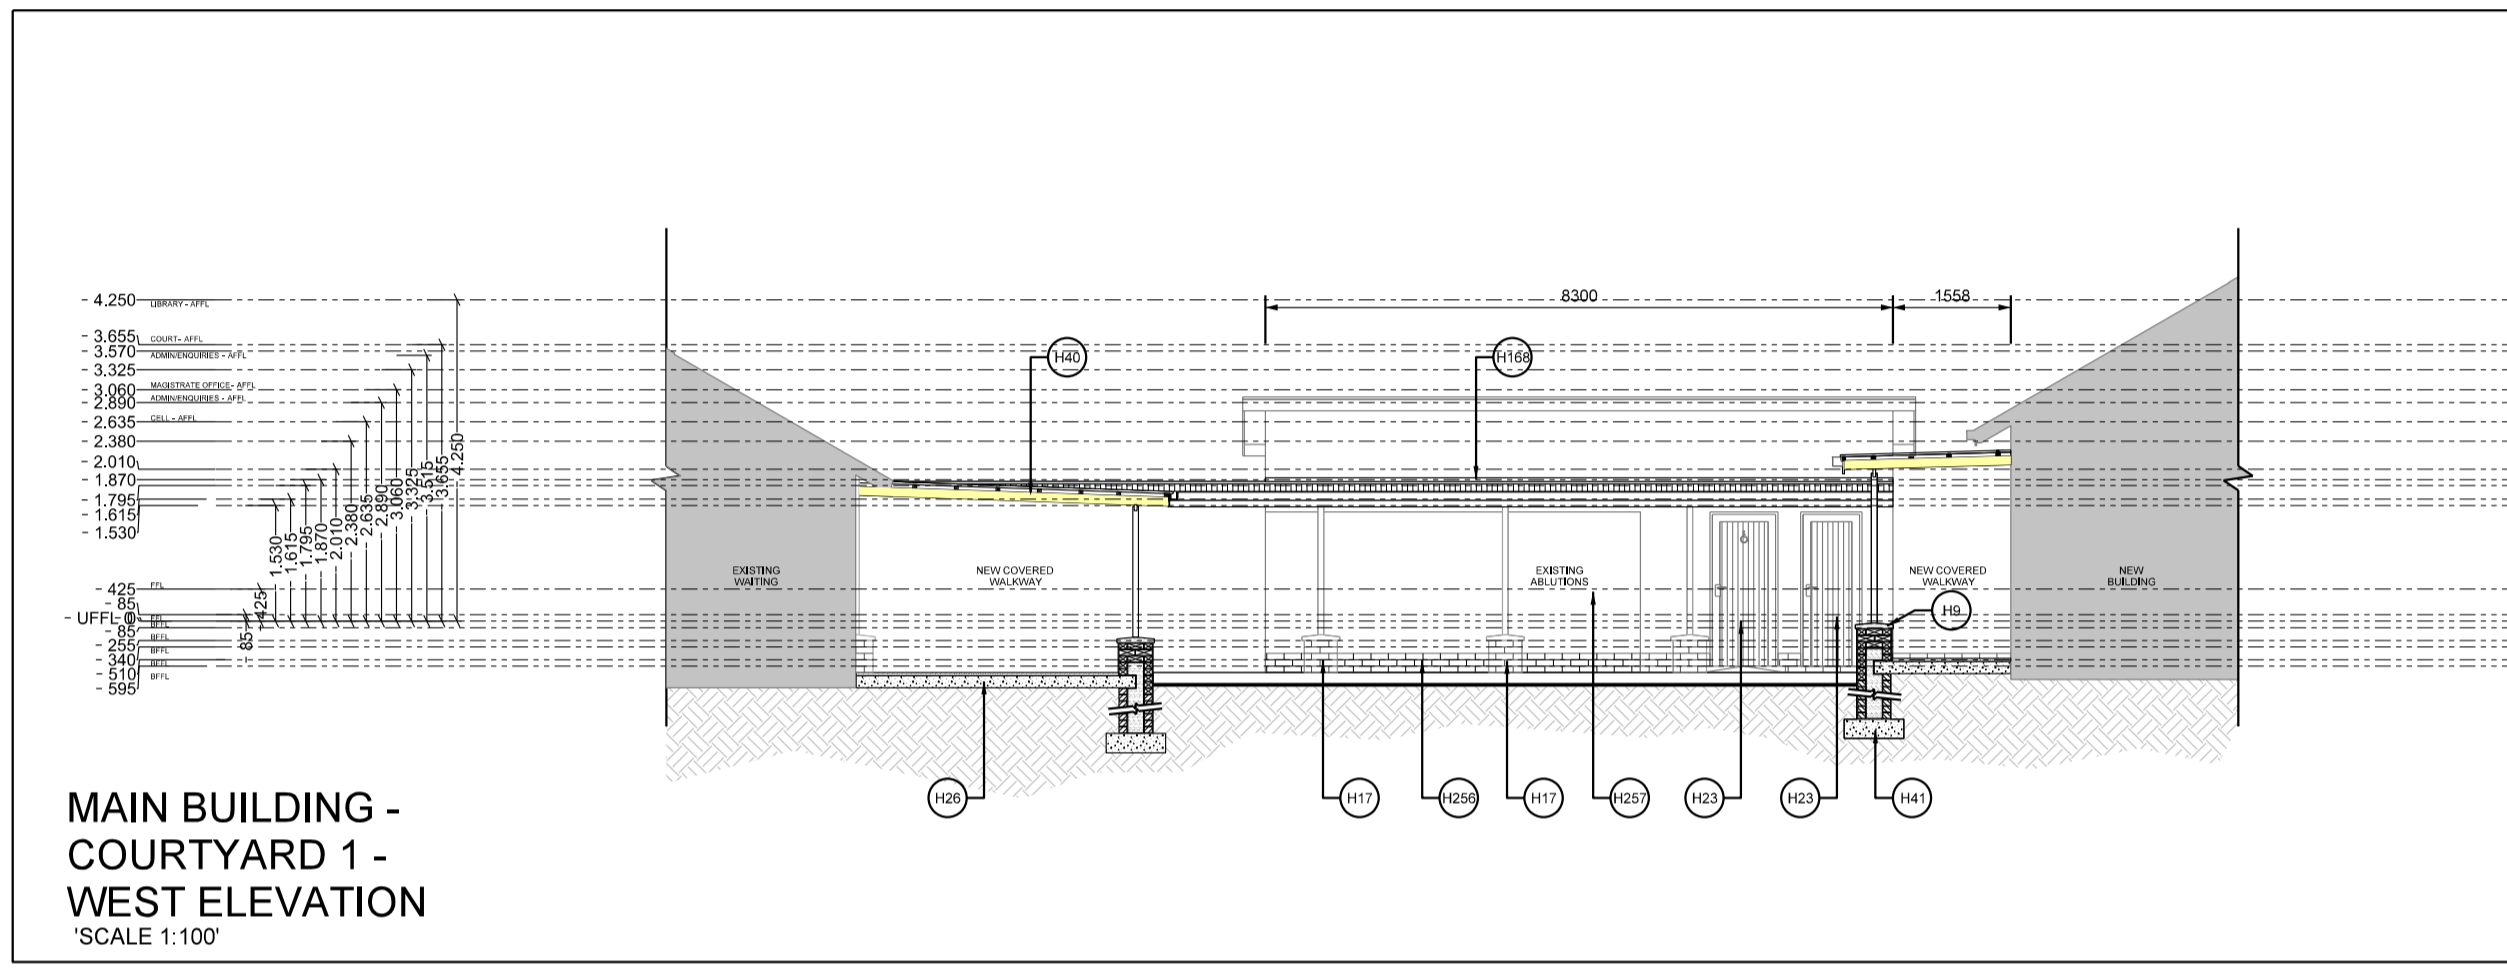 - 4.250 LIBRARY - AFFL
- 3.655 COURT- AFFL
- 3.570 ADMIN/ENQUIRIES - AFFL
- 3.325
- 3.060 MAGISTRATE OFFICE- AFFL
- 2.890 ADMIN/ENQUIRIES - AFFL
- 2.635 CELL - AFFL
- 2.380
- 2.010
- 1.870
- 1.795
- 1.615
- 1.530
- 425 FFL
- 85
- UFFL 0 FFL
- 85 BFFL
- 255 BFFL
- 340 BFFL
- 510 BFFL
- 595 BFFL
85
425
1.530
1.615
1.795
1.870
2.010
2.380
2.635
2.890
3.060
3.325
3.515
3.655
4.250
8300
1558
H40
H168
EXISTING
WAITING
NEW COVERED
WALKWAY
EXISTING
ABLUTIONS
NEW COVERED
WALKWAY
NEW
BUILDING
H9
H26
H17
H256
H17
H257
H23
H23
H41
MAIN BUILDING -
COURTYARD 1 -
WEST ELEVATION
'SCALE 1:100'